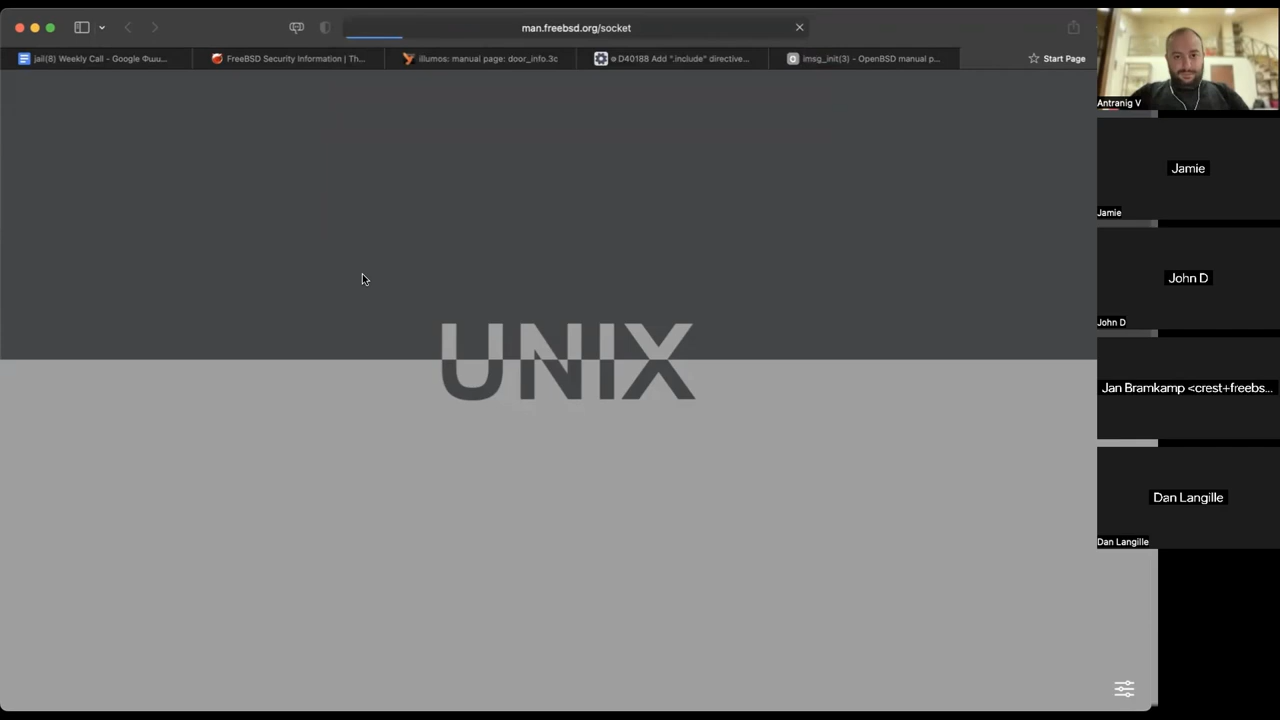 man.freebsd.org/socket
jail(8) Weekly Call - Google Փաս...
FreeBSD Security Information | Th...
illumos: manual page: door_info.3c
D40188 Add ".include" directive...
imsg_init(3) - OpenBSD manual p...
Start Page
UNIX
Antranig V
Jamie
Jamie
John D
John D
Jan Bramkamp <crest+freebs...
Dan Langille
Dan Langille